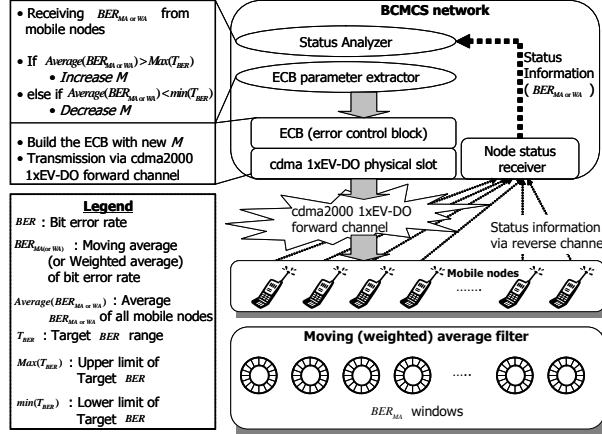 • Receiving BER_MA or WA from
mobile nodes
• If Average(BER_MA or WA)>Max(T_BER)
• Increase M
• else if Average(BER_MA or WA)<min(T_BER)
• Decrease M
• Build the ECB with new M
• Transmission via cdma2000
1xEV-DO forward channel
Legend
BER : Bit error rate
BER_MA(or WA) : Moving average
(or Weighted average)
of bit error rate
Average(BER_MA or WA) : Average
BER_MA or WA of all mobile nodes
T_BER : Target BER range
Max(T_BER) : Upper limit of
Target BER
min(T_BER) : Lower limit of
Target BER
BCMCS network
Status Analyzer
ECB parameter extractor
ECB (error control block)
cdma 1xEV-DO physical slot
Status
Information
( BER_MA or WA )
Node status
receiver
cdma2000 1xEV-DO
forward channel
Status information
via reverse channel
Mobile nodes
........
Moving (weighted) average filter
.....
BER_MA windows